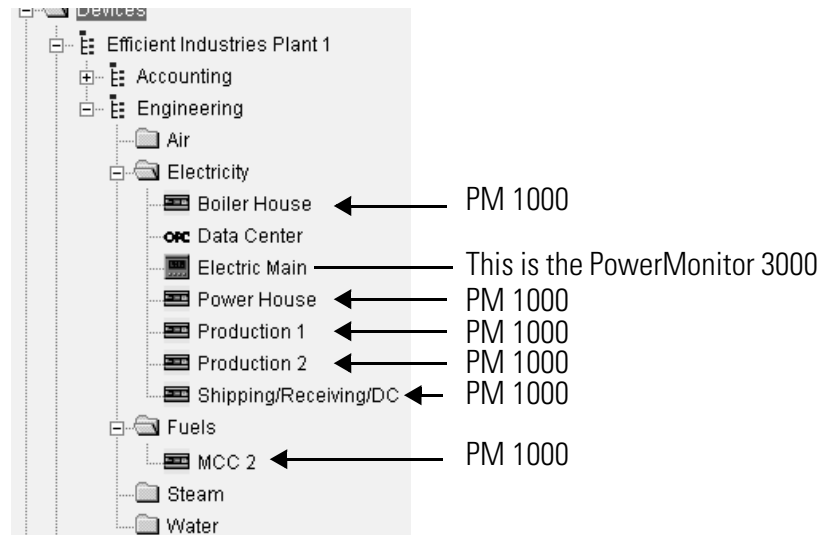 Devices
Efficient Industries Plant 1
Accounting
Engineering
Air
Electricity
Boiler House PM 1000
OPC Data Center
Electric Main This is the PowerMonitor 3000
Power House PM 1000
Production 1 PM 1000
Production 2 PM 1000
Shipping/Receiving/DC PM 1000
Fuels
MCC 2 PM 1000
Steam
Water